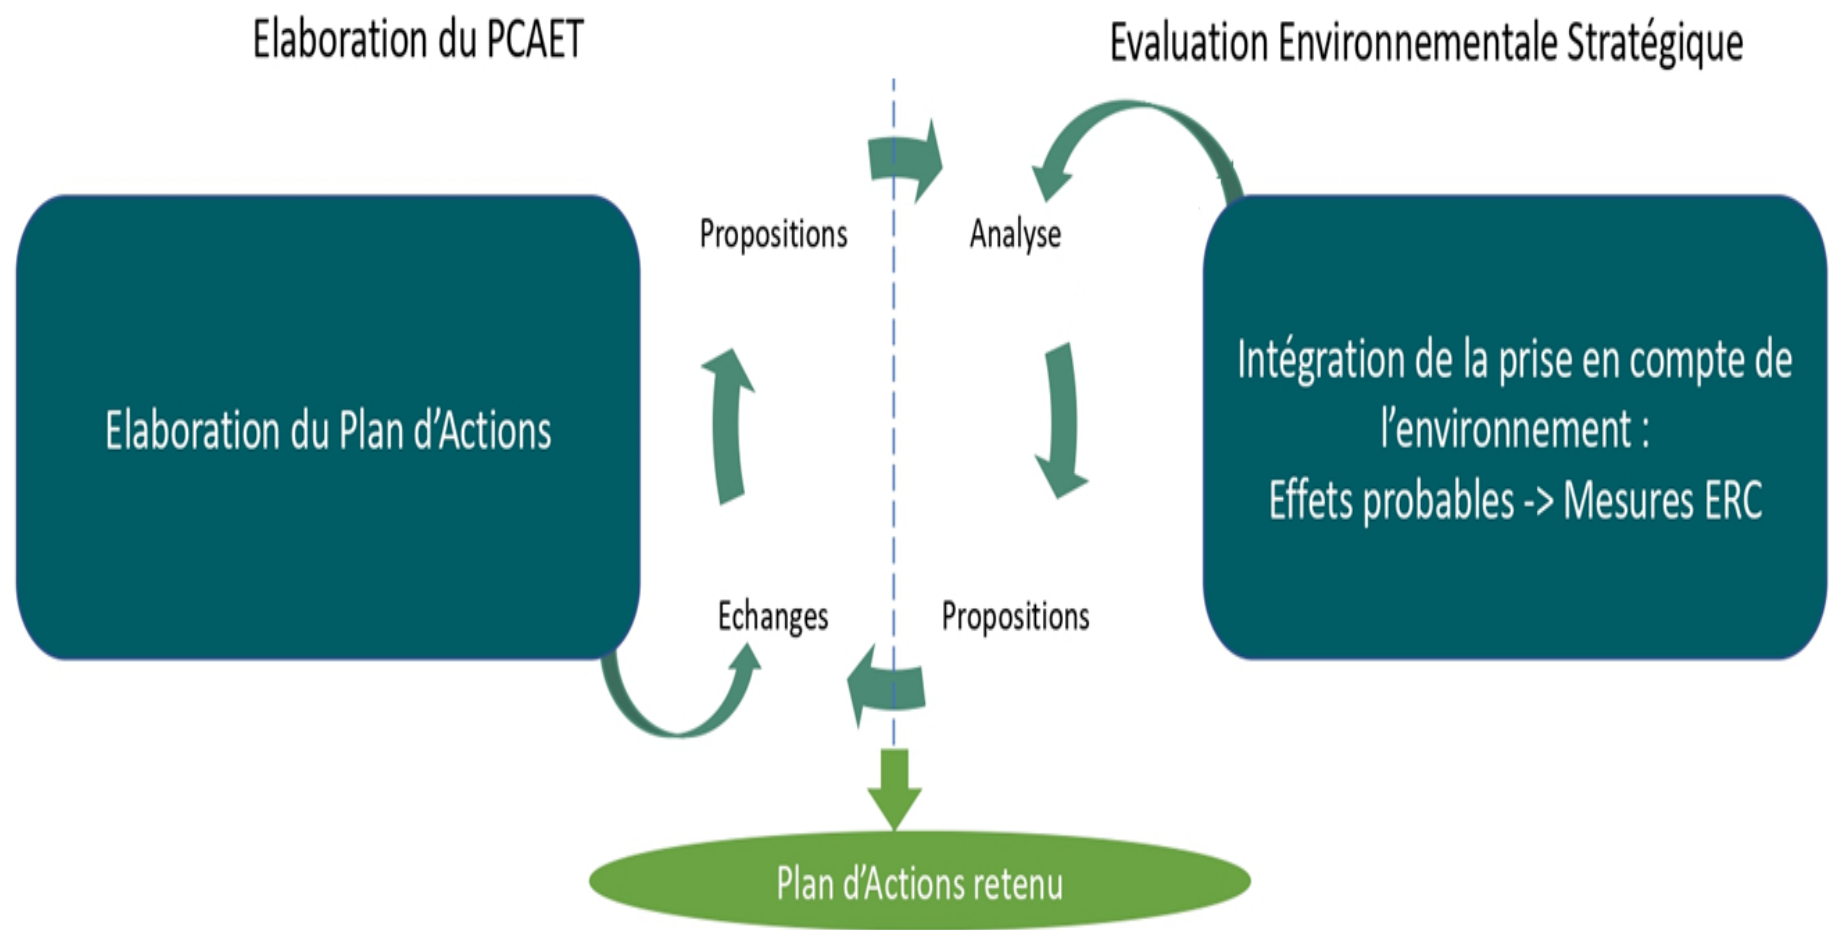 Elaboration du PCAET
Evaluation Environnementale Stratégique
Propositions
Analyse
Elaboration du Plan d’Actions
Intégration de la prise en compte de
l’environnement :
Effets probables -> Mesures ERC
Echanges
Propositions
Plan d’Actions retenu